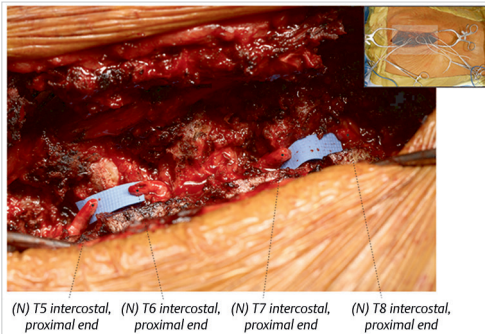 (N) T5 intercostal,
proximal end
(N) T6 intercostal,
proximal end
(N) T7 intercostal,
proximal end
(N) T8 intercostal,
proximal end